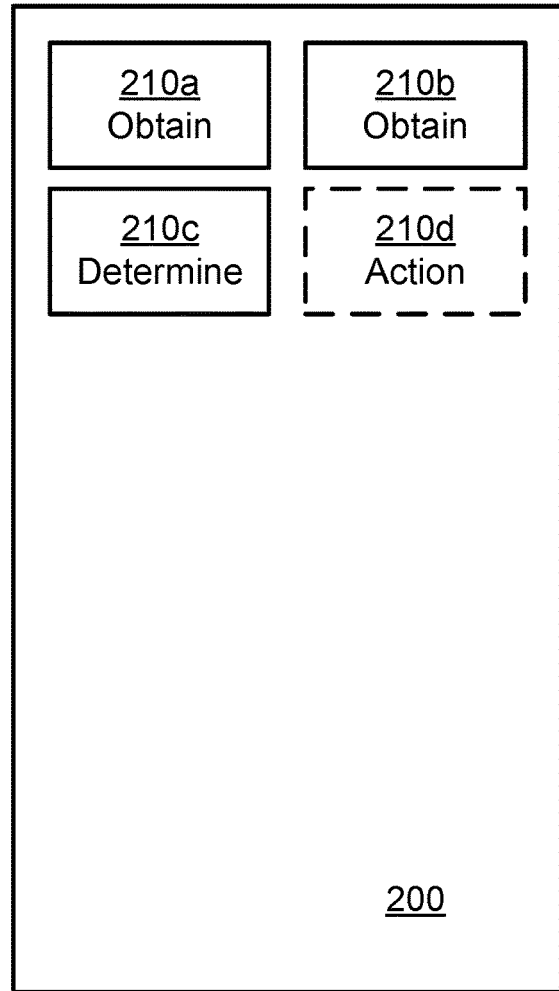 210a
Obtain
210b
Obtain
210c
Determine
210d
Action
200